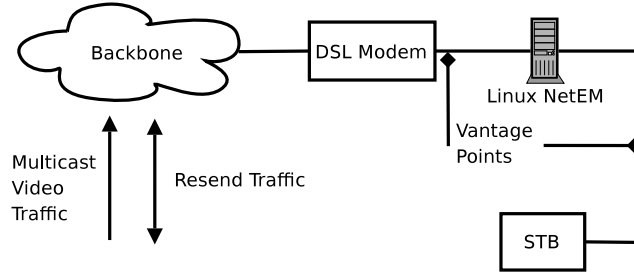 Backbone
DSL Modem
Linux NetEM
Vantage
Points
Multicast
Video
Traffic
Resend Traffic
STB